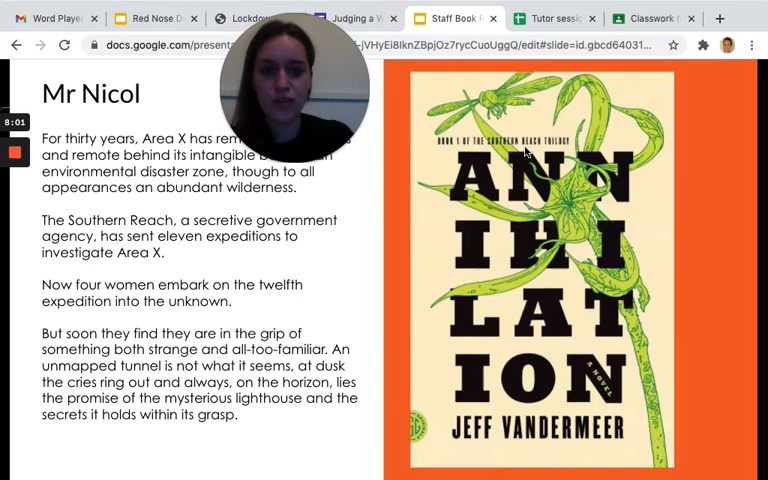 Word Player
Red Nose D
Lockdow
Judging a W
Staff Book R
Tutor sessi
Classwork f
docs.google.com/presenta
-jVHyEi8IknZBpjOz7rycCuoUggQ/edit#slide=id.gbcd64031...
8:01
Mr Nicol
For thirty years, Area X has rem
and remote behind its intangible
environmental disaster zone, though to all
appearances an abundant wilderness.
The Southern Reach, a secretive government
agency, has sent eleven expeditions to
investigate Area X.
Now four women embark on the twelfth
expedition into the unknown.
But soon they find they are in the grip of
something both strange and all-too-familiar. An
unmapped tunnel is not what it seems, at dusk
the cries ring out and always, on the horizon, lies
the promise of the mysterious lighthouse and the
secrets it holds within its grasp.
BOOK 1 OF THE SOUTHERN REACH TRILOGY
ANN
IHI
LAT
ION
A NOVEL
JEFF VANDERMEER